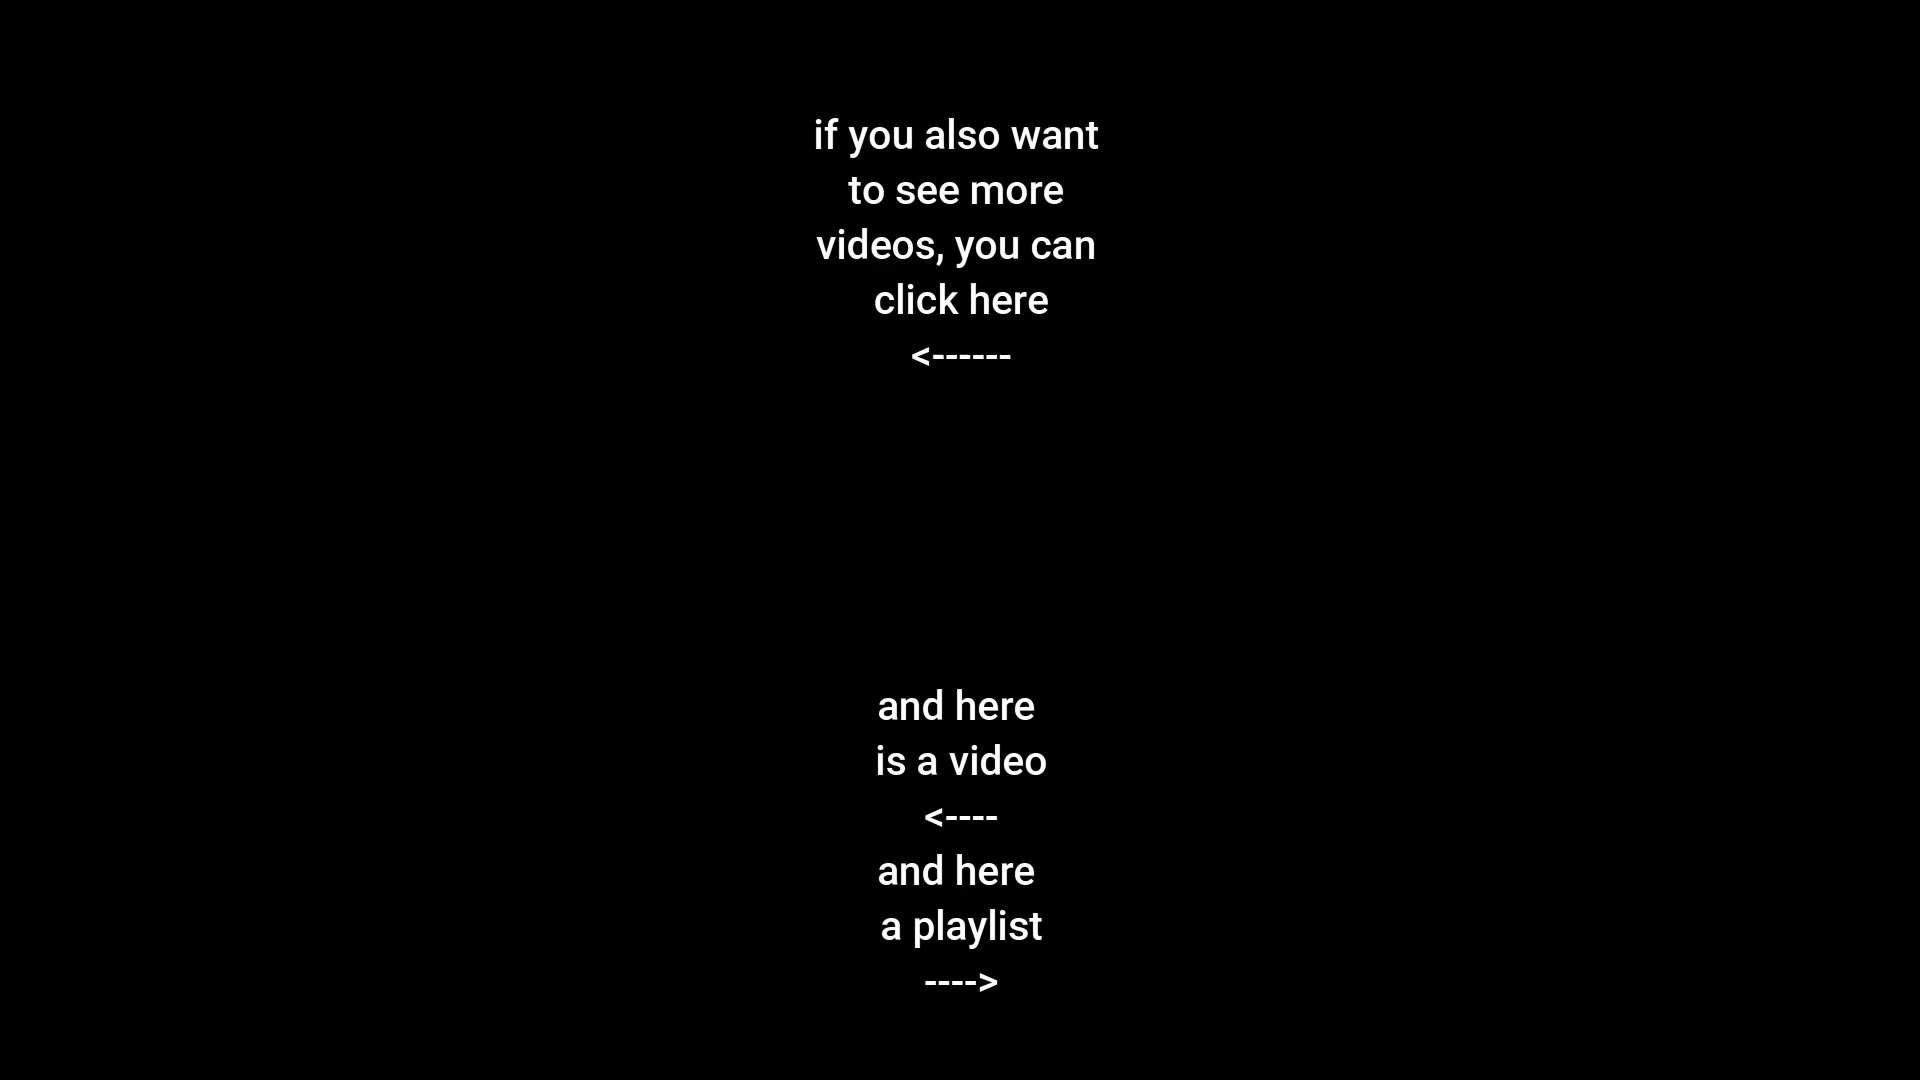 if you also want
to see more
videos, you can
click here
<------
and here
is a video
<----
and here
a playlist
---->